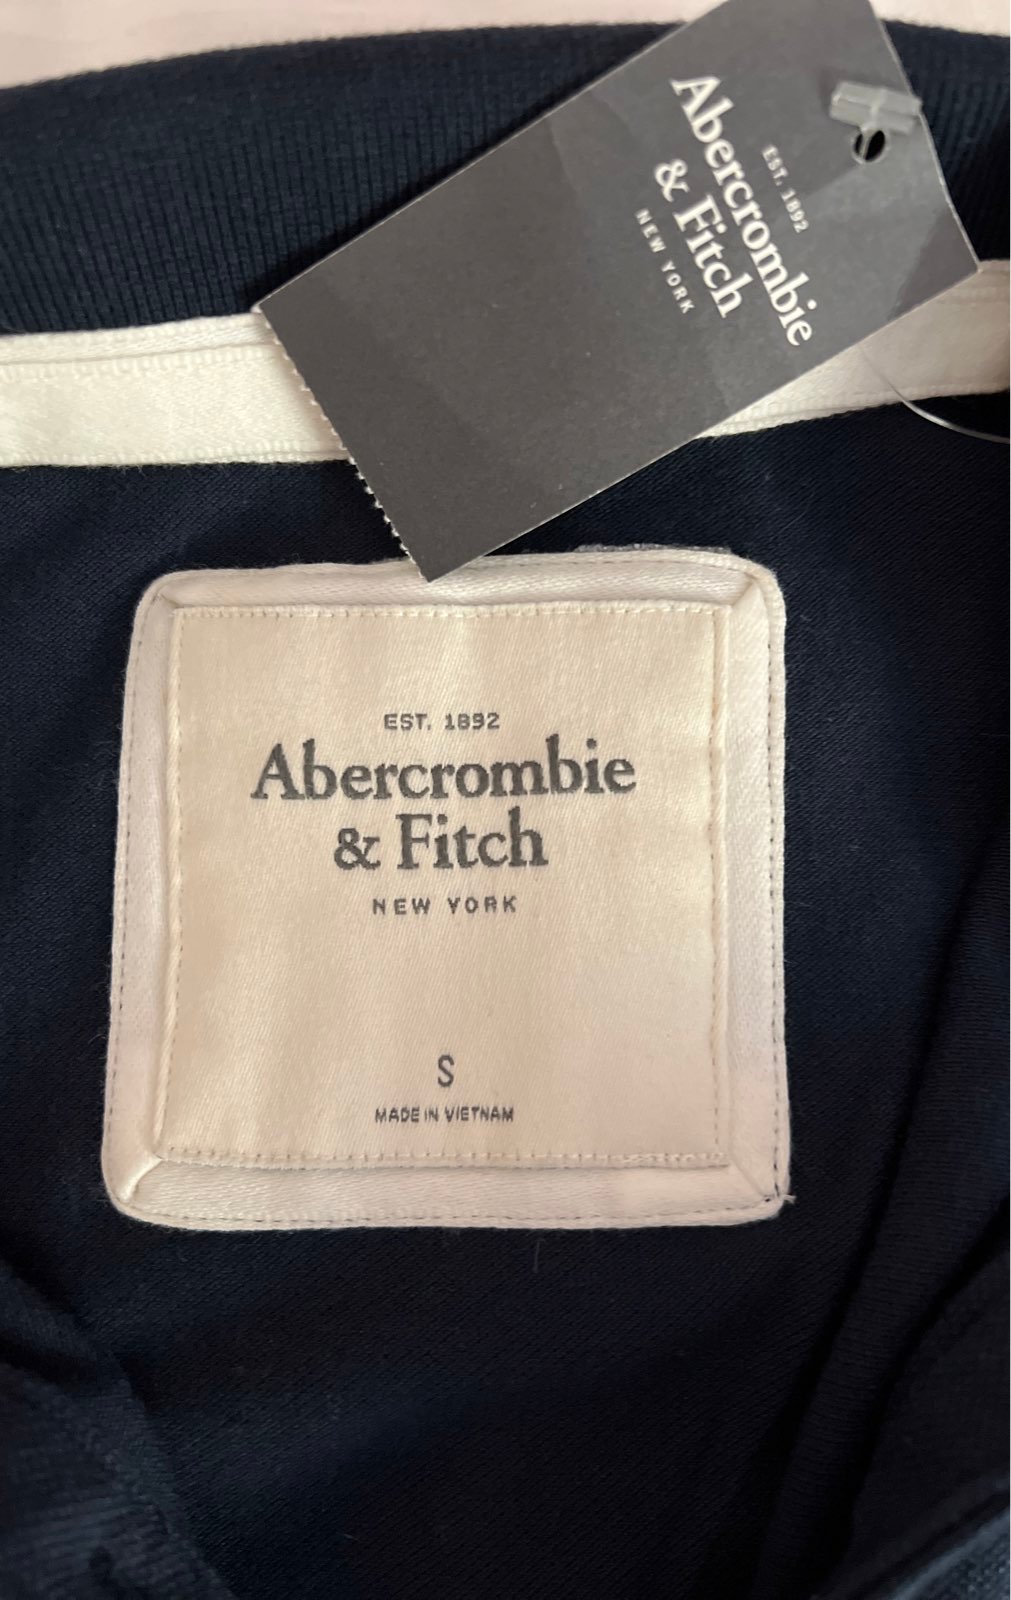 EST. 1892
Abercrombie
& Fitch
NEW YORK
EST. 1892
Abercrombie
& Fitch
NEW YORK
S
MADE IN VIETNAM